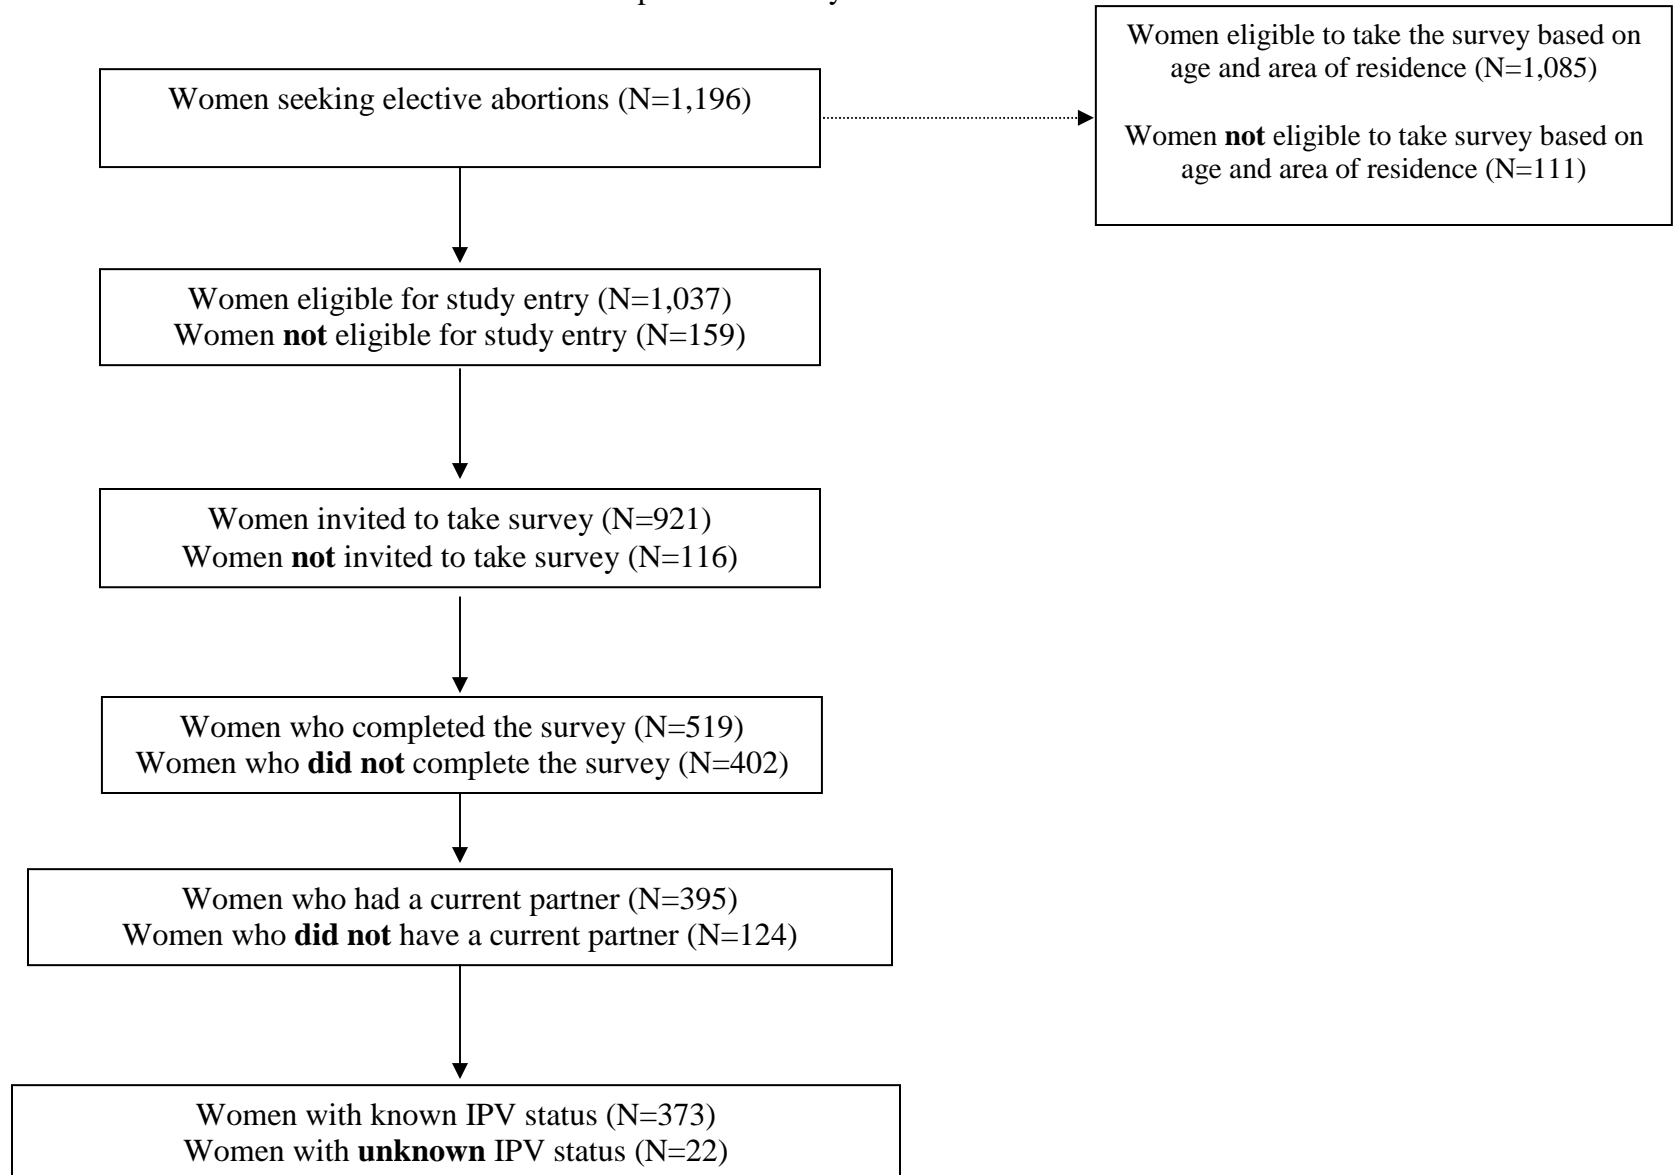 Women eligible to take the survey based on
age and area of residence (N=1,085)
Women not eligible to take survey based on
age and area of residence (N=111)
Women seeking elective abortions (N=1,196)
Women eligible for study entry (N=1,037)
Women not eligible for study entry (N=159)
Women invited to take survey (N=921)
Women not invited to take survey (N=116)
Women who completed the survey (N=519)
Women who did not complete the survey (N=402)
Women who had a current partner (N=395)
Women who did not have a current partner (N=124)
Women with known IPV status (N=373)
Women with unknown IPV status (N=22)